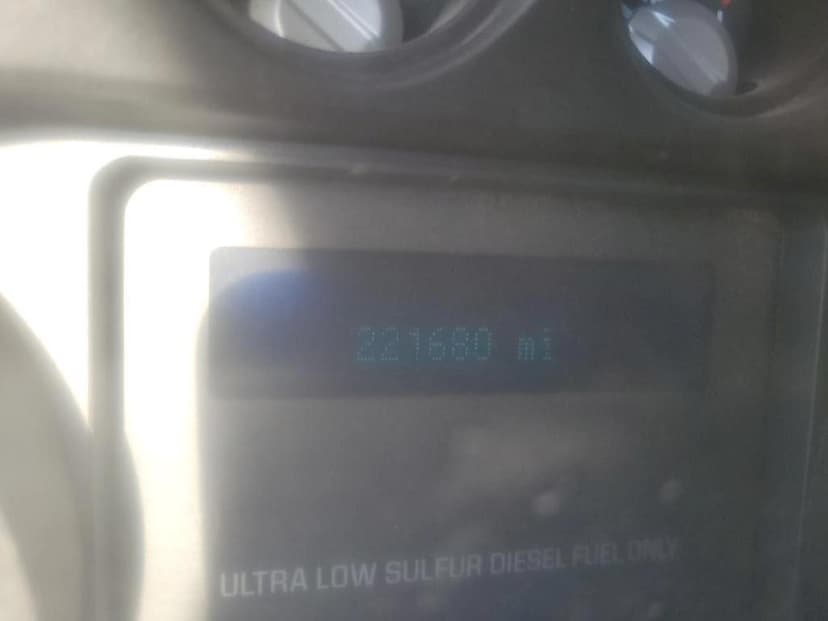 221680 mi
ULTRA LOW SULFUR DIESEL FUEL ONLY